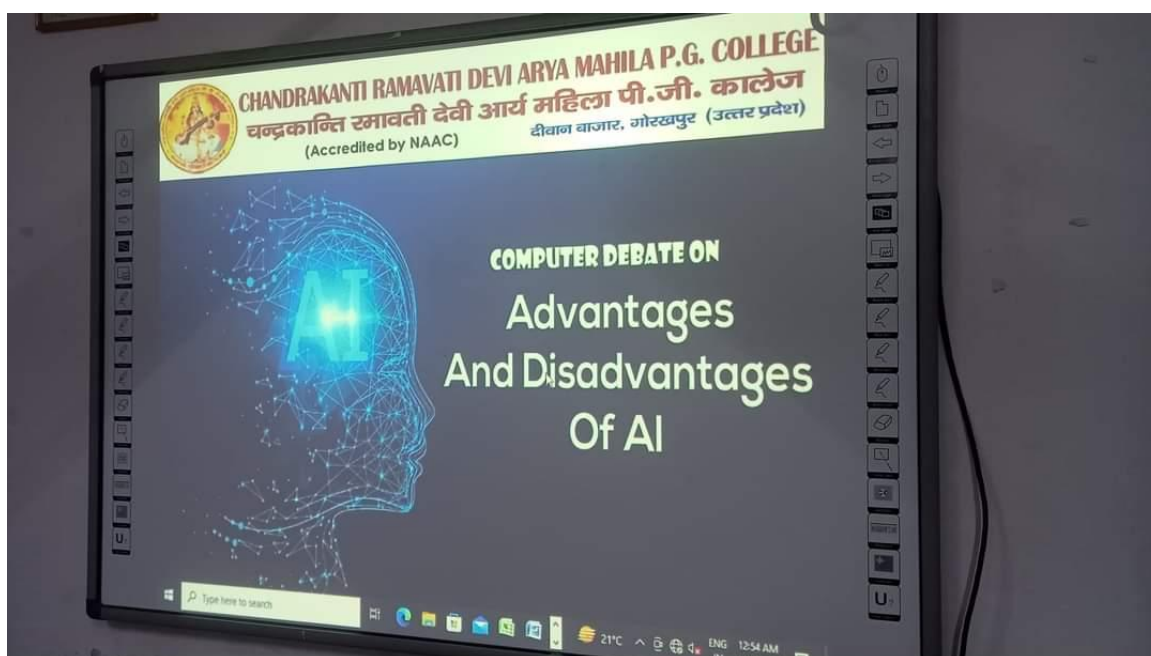 CHANDRAKANTI RAMAVATI DEVI ARYA MAHILA P.G. COLLEGE
चन्द्रकान्ति रमावती देवी आर्य महिला पी.जी. कालेज
(Accredited by NAAC) दीवान बाजार, गोरखपुर (उत्तर प्रदेश)
AI
COMPUTER DEBATE ON
Advantages
And Disadvantages
Of AI
Type here to search
21°C ENG 12:54 AM